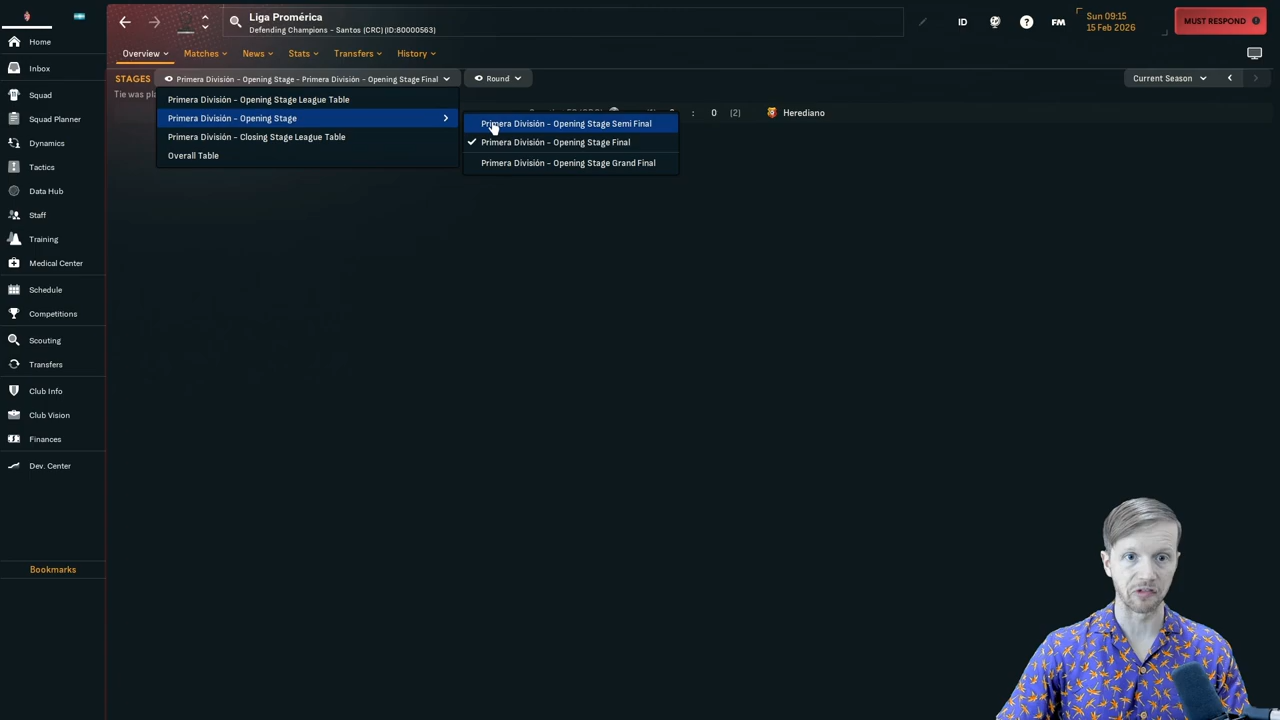 Liga Promérica
Defending Champions - Santos (CRC) (ID:80000563)
ID
FM
Sun 09:15
15 Feb 2026
MUST RESPOND
Home
Overview
Matches
News
Stats
Transfers
History
Inbox
STAGES
Primera División - Opening Stage - Primera División - Opening Stage Final
Round
Current Season
Tie was pl
Squad
Primera División - Opening Stage League Table
0 : 0 [2] Herediano
Squad Planner
Primera División - Opening Stage
Primera División - Opening Stage Semi Final
Primera División - Closing Stage League Table
Primera División - Opening Stage Final
Dynamics
Overall Table
Primera División - Opening Stage Grand Final
Tactics
Data Hub
Staff
Training
Medical Center
Schedule
Competitions
Scouting
Transfers
Club Info
Club Vision
Finances
Dev. Center
Bookmarks